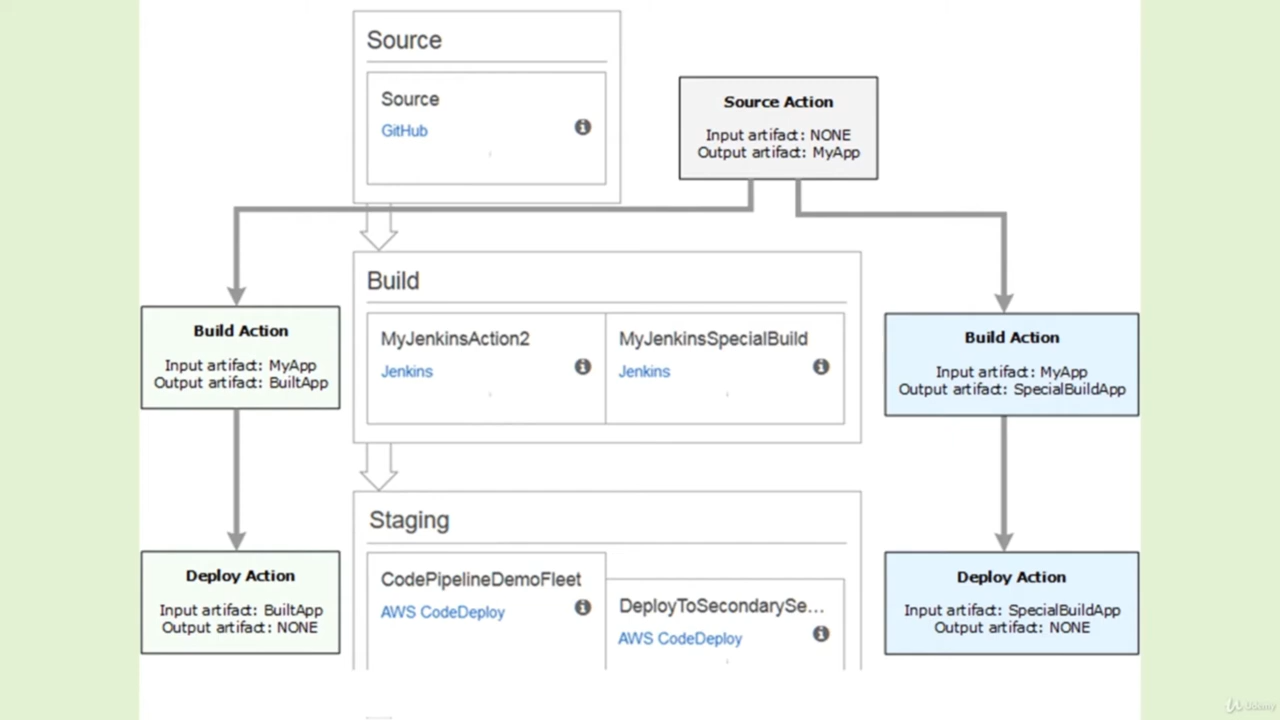 Source
Source
GitHub
Source Action
Input artifact: NONE
Output artifact: MyApp
Build
Build Action
Input artifact: MyApp
Output artifact: BuiltApp
MyJenkinsAction2
Jenkins
MyJenkinsSpecialBuild
Jenkins
Build Action
Input artifact: MyApp
Output artifact: SpecialBuildApp
Staging
Deploy Action
Input artifact: BuiltApp
Output artifact: NONE
CodePipelineDemoFleet
AWS CodeDeploy
DeployToSecondarySe...
AWS CodeDeploy
Deploy Action
Input artifact: SpecialBuildApp
Output artifact: NONE
Udemy